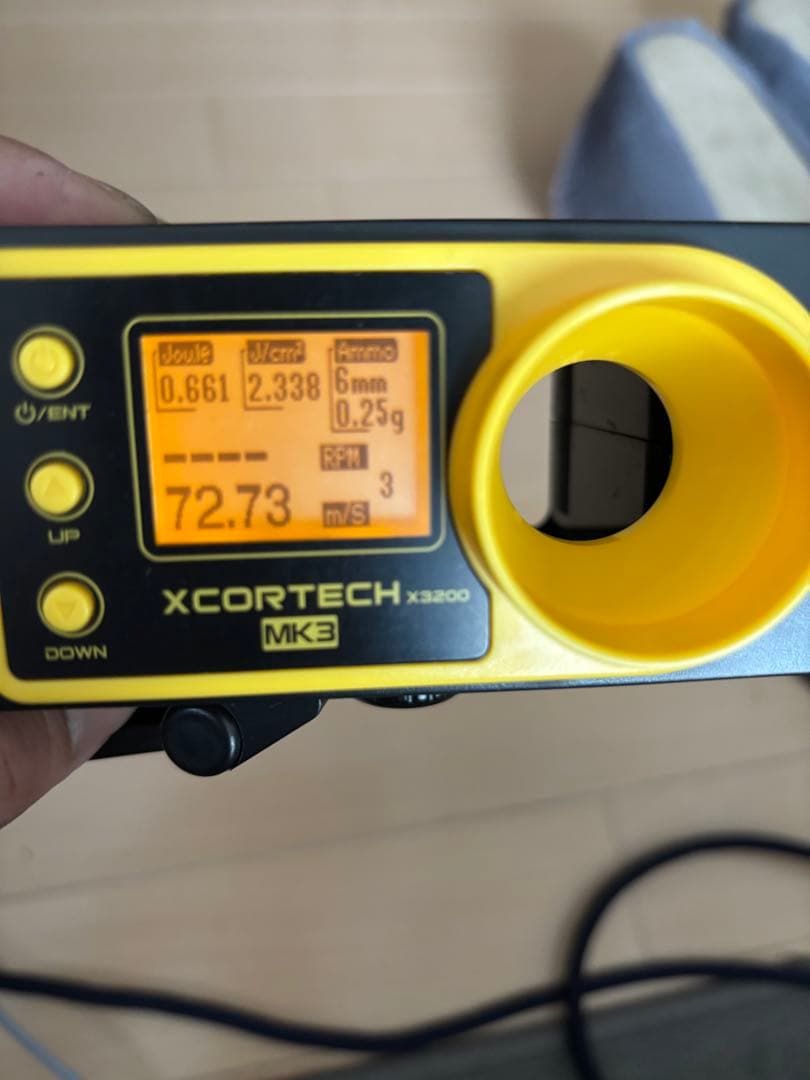 Joule J/cm² Ammo
0.661 2.338 6mm
0.25g
---- RPM
3
72.73 m/S
⏻/ENT
UP
DOWN
XCORTECH X3200
MK3